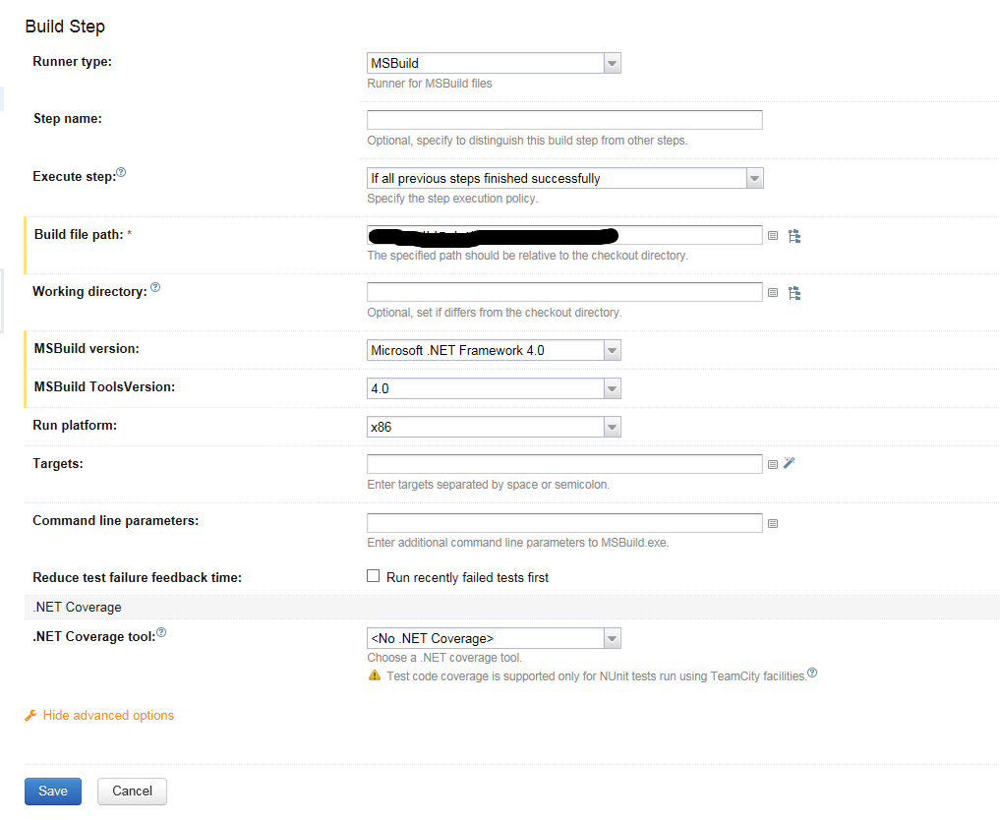 Build Step
Runner type:
MSBuild
Runner for MSBuild files
Step name:
Optional, specify to distinguish this build step from other steps.
Execute step:
If all previous steps finished successfully
Specify the step execution policy.
Build file path: *
The specified path should be relative to the checkout directory.
Working directory:
Optional, set if differs from the checkout directory.
MSBuild version:
Microsoft .NET Framework 4.0
MSBuild ToolsVersion:
4.0
Run platform:
x86
Targets:
Enter targets separated by space or semicolon.
Command line parameters:
Enter additional command line parameters to MSBuild.exe.
Reduce test failure feedback time:
Run recently failed tests first
.NET Coverage
.NET Coverage tool:
<No .NET Coverage>
Choose a .NET coverage tool.
Test code coverage is supported only for NUnit tests run using TeamCity facilities.
Hide advanced options
Save
Cancel